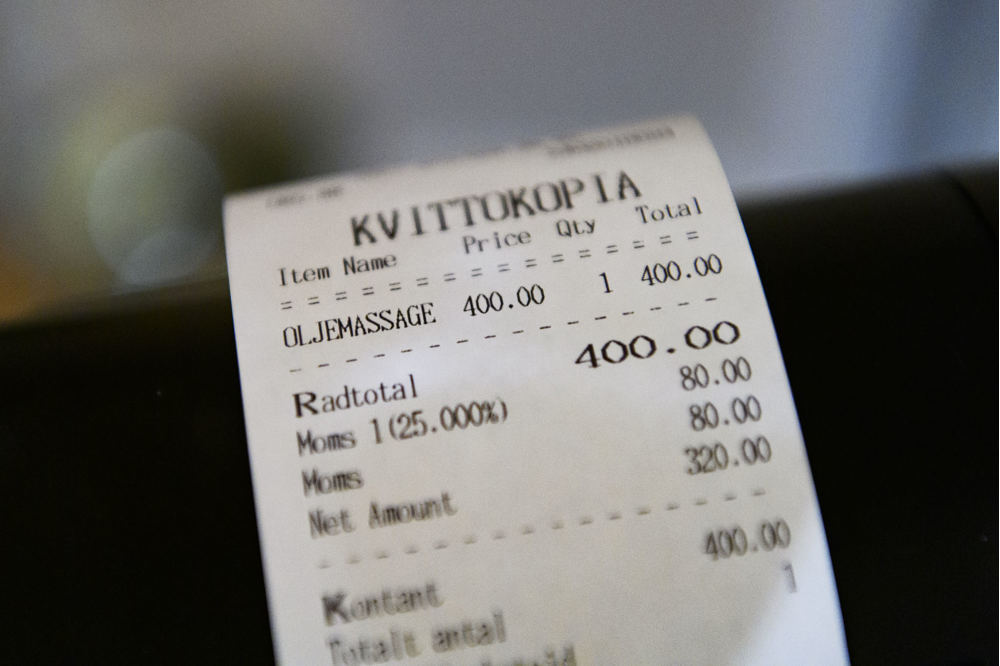 KVITTOKOPIA
Item Name Price Qty Total
= = = = = = = = = = = = = = = =
OLJEMASSAGE 400.00 1 400.00
- - - - - - - - - - - - - - - -
Radtotal 400.00
Moms 1(25.000%) 80.00
Moms 80.00
Net Amount 320.00
- - - - - - - - - - - - - - - -
Kontant 400.00
Totalt antal 1